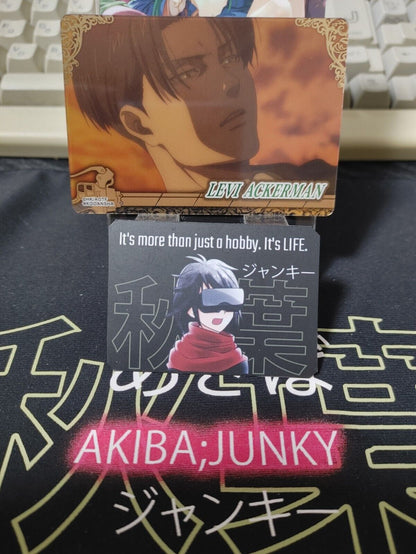 LEVI ACKERMAN
It's more than just a hobby. It's LIFE.
ジャンキー
秋葉
AKIBA;JUNKY
ジャンキー